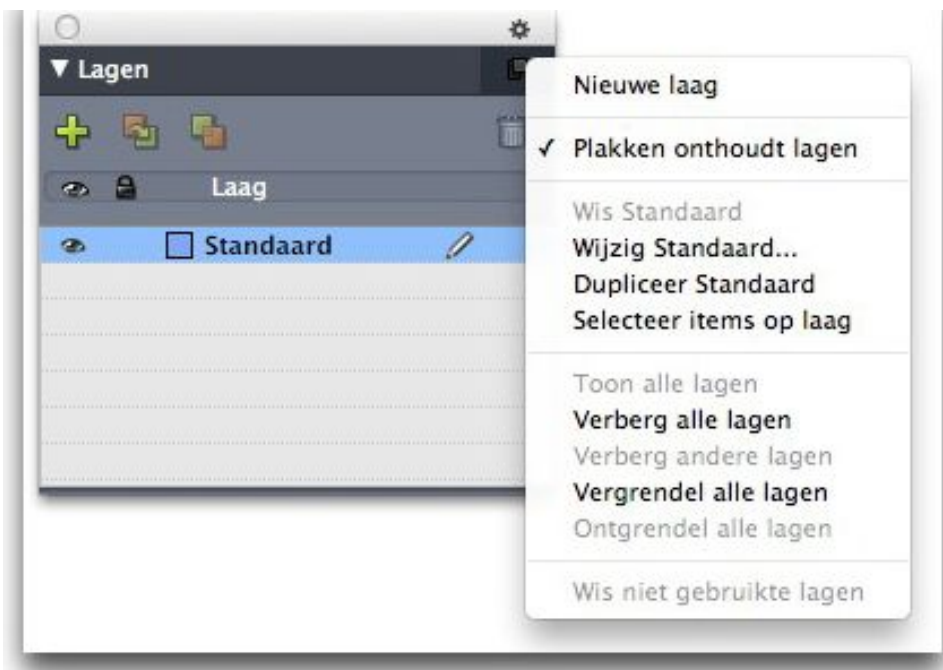 Lagen
Laag
Standaard
Nieuwe laag
✓ Plakken onthoudt lagen
Wis Standaard
Wijzig Standaard...
Dupliceer Standaard
Selecteer items op laag
Toon alle lagen
Verberg alle lagen
Verberg andere lagen
Vergrendel alle lagen
Ontgrendel alle lagen
Wis niet gebruikte lagen